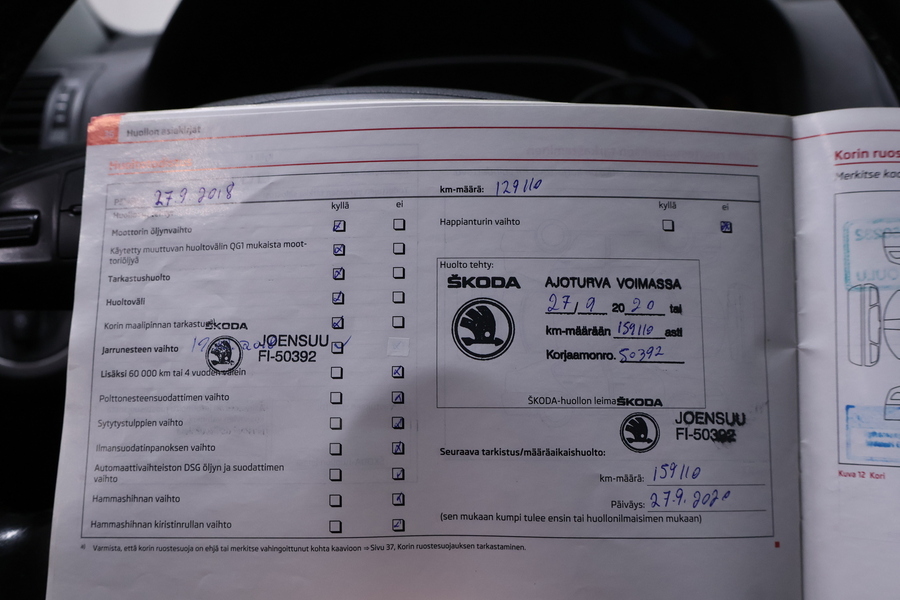 Huollon asiakirjat
27.9 2018
km-määrä: 129110
kyllä ei
Moottorin öljynvaihto
Käytetty muuttuvan huoltovälin QG1 mukaista moot-
toriöljyä
Tarkastushuolto
Huoltoväli
Korin maalipinnan tarkastus
ŠKODA
JOENSUU
FI-50392
Jarrunesteen vaihto
Lisäksi 60 000 km tai 4 vuoden välein
Polttonesteensuodattimen vaihto
Sytytystulppien vaihto
Ilmansuodatinpanoksen vaihto
Automaattivaihteiston DSG öljyn ja suodattimen
vaihto
Hammashihnan vaihto
Hammashihnan kiristinrullan vaihto
kyllä ei
Happianturin vaihto
Huolto tehty:
ŠKODA
AJOTURVA VOIMASSA
27,9 2020 tai
km-määrään 159110 asti
Korjaamonro. 50392
ŠKODA-huollon leima
ŠKODA
JOENSUU
FI-50392
Seuraava tarkistus/määräaikaishuolto:
km-määrä: 159110
Päiväys: 27.9. 2020
(sen mukaan kumpi tulee ensin tai huollonilmaisimen mukaan)
a) Varmista, että korin ruostesuoja on ehjä tai merkitse vahingoittunut kohta kaavioon ⇒ Sivu 37, Korin ruostesuojauksen tarkastaminen.
Korin ruos
Merkitse koo
Kuva 12 Kori